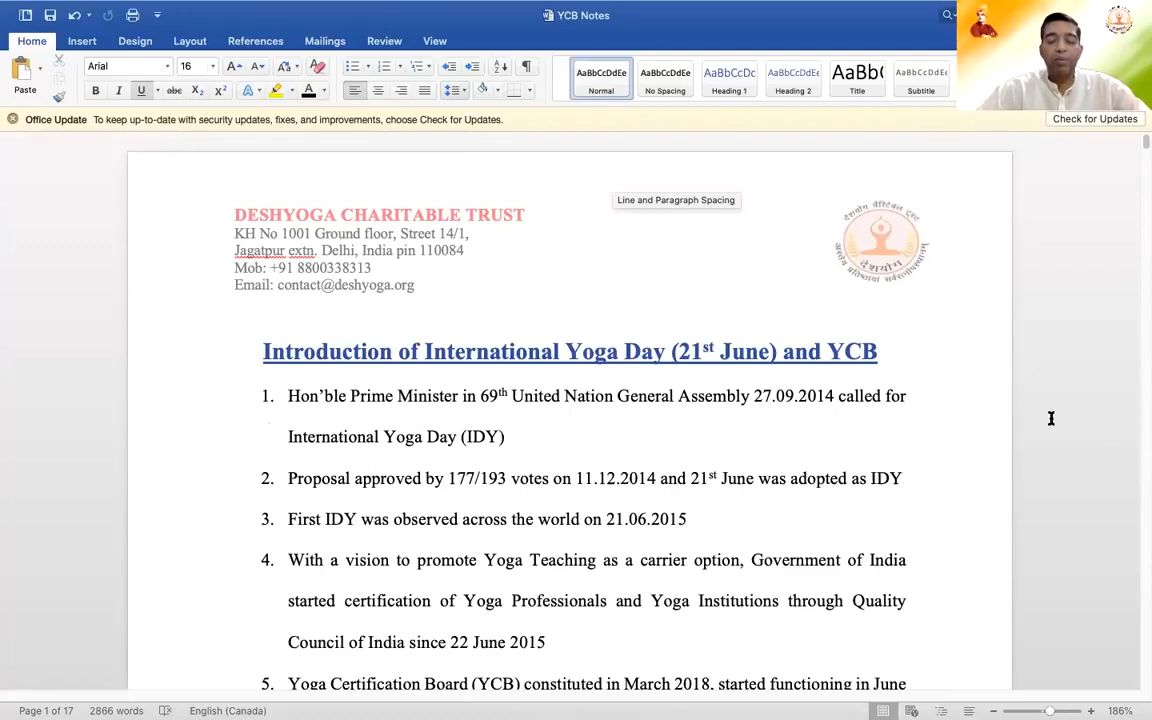 YCB Notes
Home Insert Design Layout References Mailings Review View
Paste
Arial 16
B I U abc X₂ X² A A
AaBbCcDdEe AaBbCcDdEe AaBbCcDc AaBbCcDdEe AaBb( AaBbCcDdEe
Normal No Spacing Heading 1 Heading 2 Title Subtitle
Office Update To keep up-to-date with security updates, fixes, and improvements, choose Check for Updates.
Check for Updates
Line and Paragraph Spacing
DESHYOGA CHARITABLE TRUST
KH No 1001 Ground floor, Street 14/1,
Jagatpur extn. Delhi, India pin 110084
Mob: +91 8800338313
Email: contact@deshyoga.org
देशयोग चैरिटेबल ट्रस्ट
देशयोग
Introduction of International Yoga Day (21st June) and YCB
1. Hon’ble Prime Minister in 69th United Nation General Assembly 27.09.2014 called for
International Yoga Day (IDY)
2. Proposal approved by 177/193 votes on 11.12.2014 and 21st June was adopted as IDY
3. First IDY was observed across the world on 21.06.2015
4. With a vision to promote Yoga Teaching as a carrier option, Government of India
started certification of Yoga Professionals and Yoga Institutions through Quality
Council of India since 22 June 2015
5. Yoga Certification Board (YCB) constituted in March 2018, started functioning in June
Page 1 of 17 2866 words English (Canada) 186%